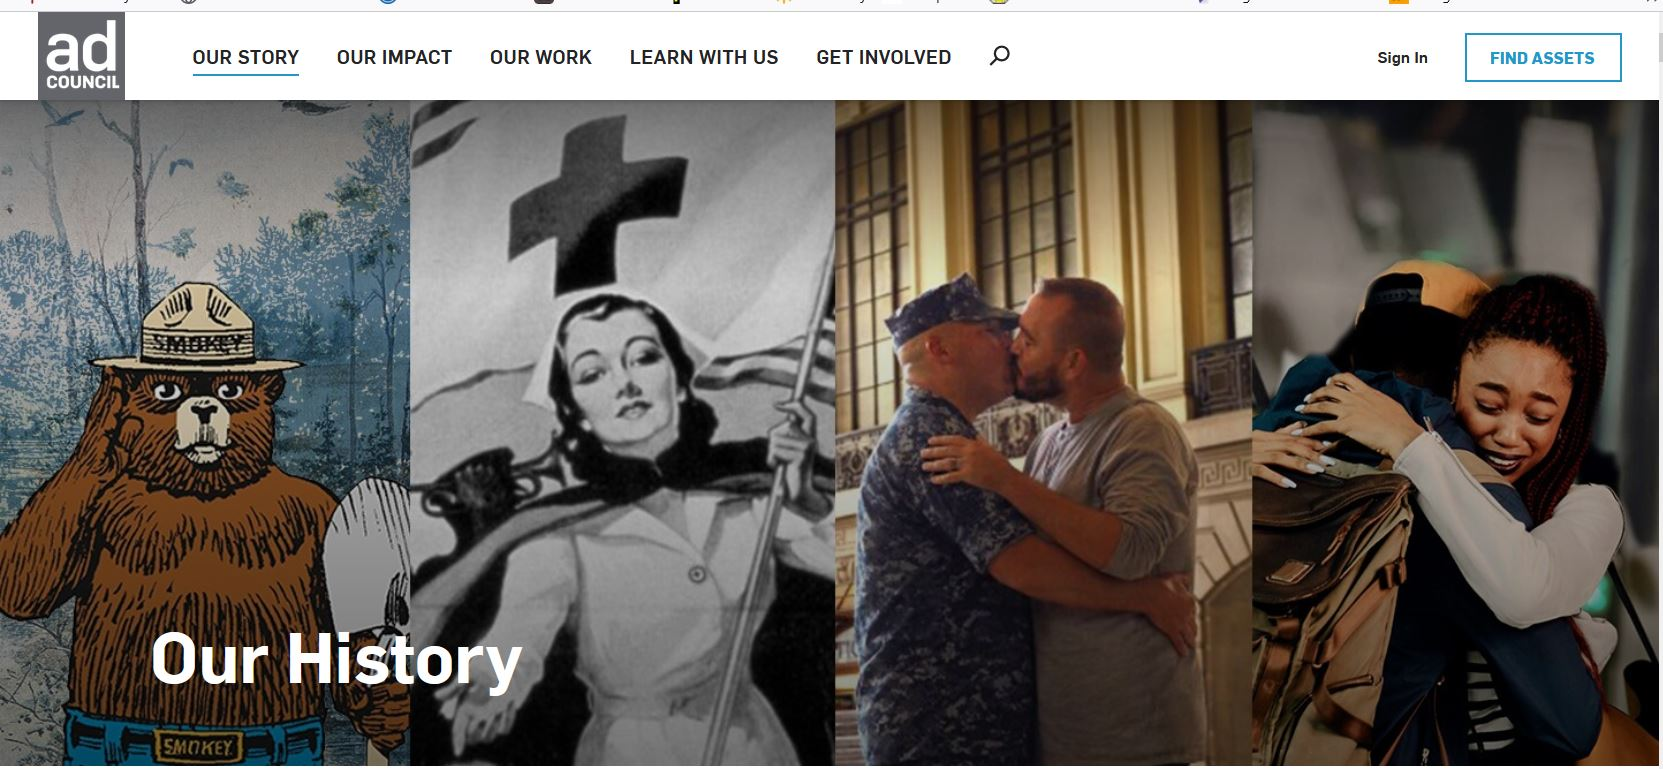 ad
COUNCIL
OUR STORY
OUR IMPACT
OUR WORK
LEARN WITH US
GET INVOLVED
Sign In
FIND ASSETS
SMOKEY
Our History
SMOKEY